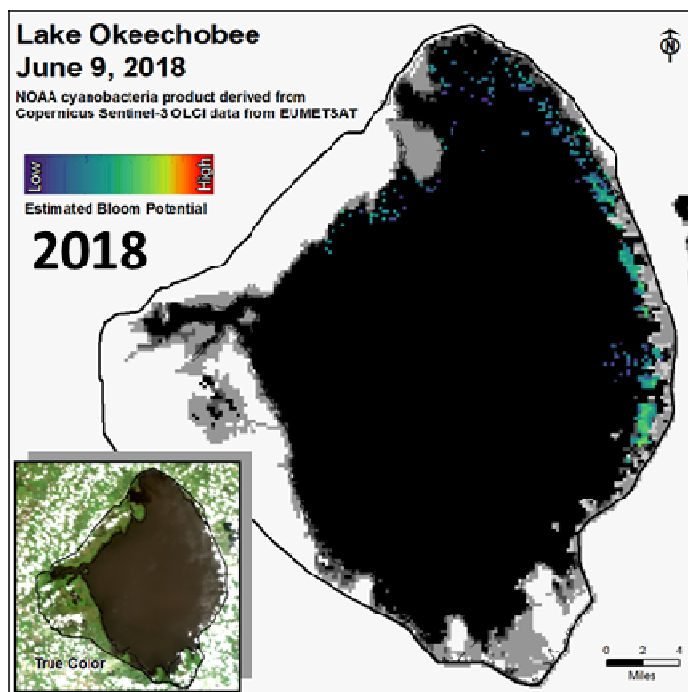 Lake Okeechobee
June 9, 2018
NOAA cyanobacteria product derived from
Copernicus Sentinel-3 OLCI data from EUMETSAT
Low
High
Estimated Bloom Potential
2018
N
True Color
0 2 4
Miles